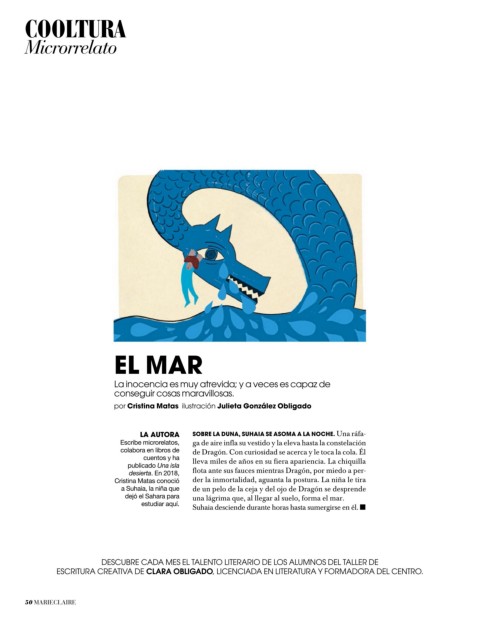 COOLTURA
Microrrelato
EL MAR
La inocencia es muy atrevida; y a veces es capaz de
conseguir cosas maravillosas.
por Cristina Matas ilustración Julieta González Obligado
LA AUTORA
Escribe microrrelatos,
colabora en libros de
cuentos y ha
publicado Una isla
desierta. En 2018,
Cristina Matas conoció
a Suhaia, la niña que
dejó el Sahara para
estudiar aquí.
SOBRE LA DUNA, SUHAIA SE ASOMA A LA NOCHE. Una ráfa-
ga de aire infla su vestido y la eleva hasta la constelación
de Dragón. Con curiosidad se acerca y le toca la cola. Él
lleva miles de años en su fiera apariencia. La chiquilla
flota ante sus fauces mientras Dragón, por miedo a per-
der la inmortalidad, aguanta la postura. La niña le tira
de un pelo de la ceja y del ojo de Dragón se desprende
una lágrima que, al llegar al suelo, forma el mar.
Suhaia desciende durante horas hasta sumergirse en él.
DESCUBRE CADA MES EL TALENTO LITERARIO DE LOS ALUMNOS DEL TALLER DE
ESCRITURA CREATIVA DE CLARA OBLIGADO, LICENCIADA EN LITERATURA Y FORMADORA DEL CENTRO.
50 MARIECLAIRE